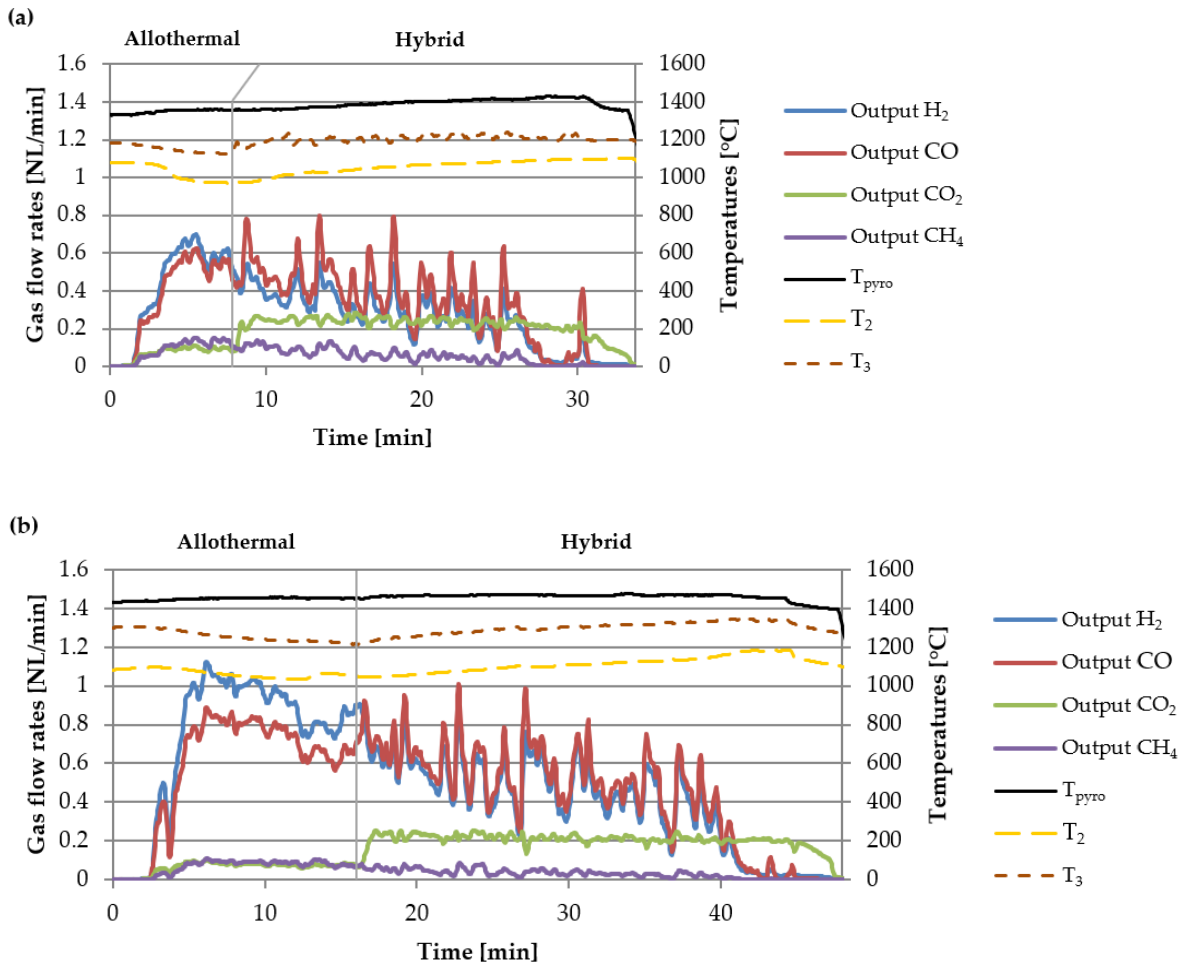 (a)
Allothermal Hybrid
1.6 1600
1.4 1400
1.2 1200
1 1000
0.8 800
0.6 600
0.4 400
0.2 200
0 0
0 10 20 30
Gas flow rates [NL/min]
Temperatures [°C]
Time [min]
Output H₂
Output CO
Output CO₂
Output CH₄
Tpyro
T₂
T₃
(b)
Allothermal Hybrid
1.6 1600
1.4 1400
1.2 1200
1 1000
0.8 800
0.6 600
0.4 400
0.2 200
0 0
0 10 20 30 40
Gas flow rates [NL/min]
Temperatures [°C]
Time [min]
Output H₂
Output CO
Output CO₂
Output CH₄
Tpyro
T₂
T₃